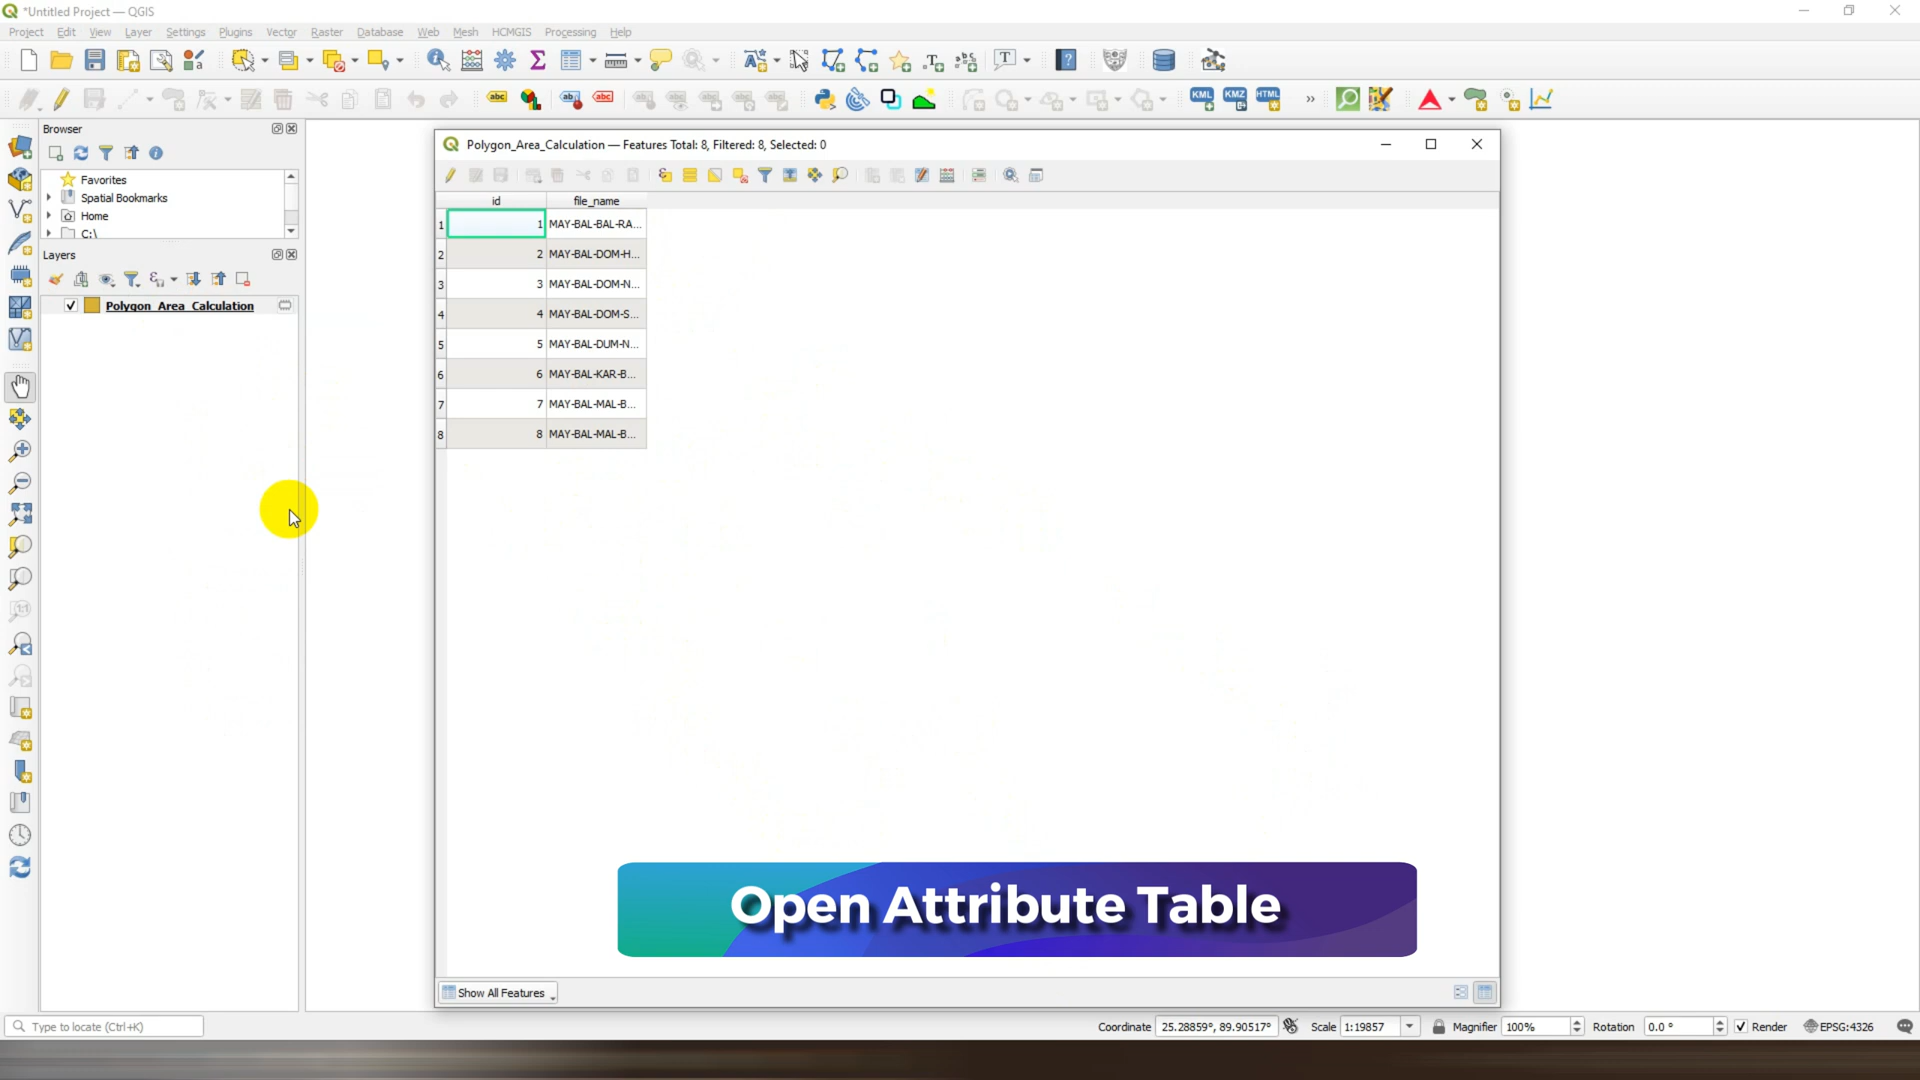 *Untitled Project — QGIS
Project Edit View Layer Settings Plugins Vector Raster Database Web Mesh HCMGIS Processing Help
Browser
Favorites
Spatial Bookmarks
Home
C:\
Layers
Polygon_Area_Calculation
Polygon_Area_Calculation — Features Total: 8, Filtered: 8, Selected: 0
id file_name
1 1 MAY-BAL-BAL-RA...
2 2 MAY-BAL-DOM-H...
3 3 MAY-BAL-DOM-N...
4 4 MAY-BAL-DOM-S...
5 5 MAY-BAL-DUM-N...
6 6 MAY-BAL-KAR-B...
7 7 MAY-BAL-MAL-B...
8 8 MAY-BAL-MAL-B...
Open Attribute Table
Show All Features
Type to locate (Ctrl+K) Coordinate 25.28859°, 89.90517° Scale 1:19857 Magnifier 100% Rotation 0.0 ° Render EPSG:4326